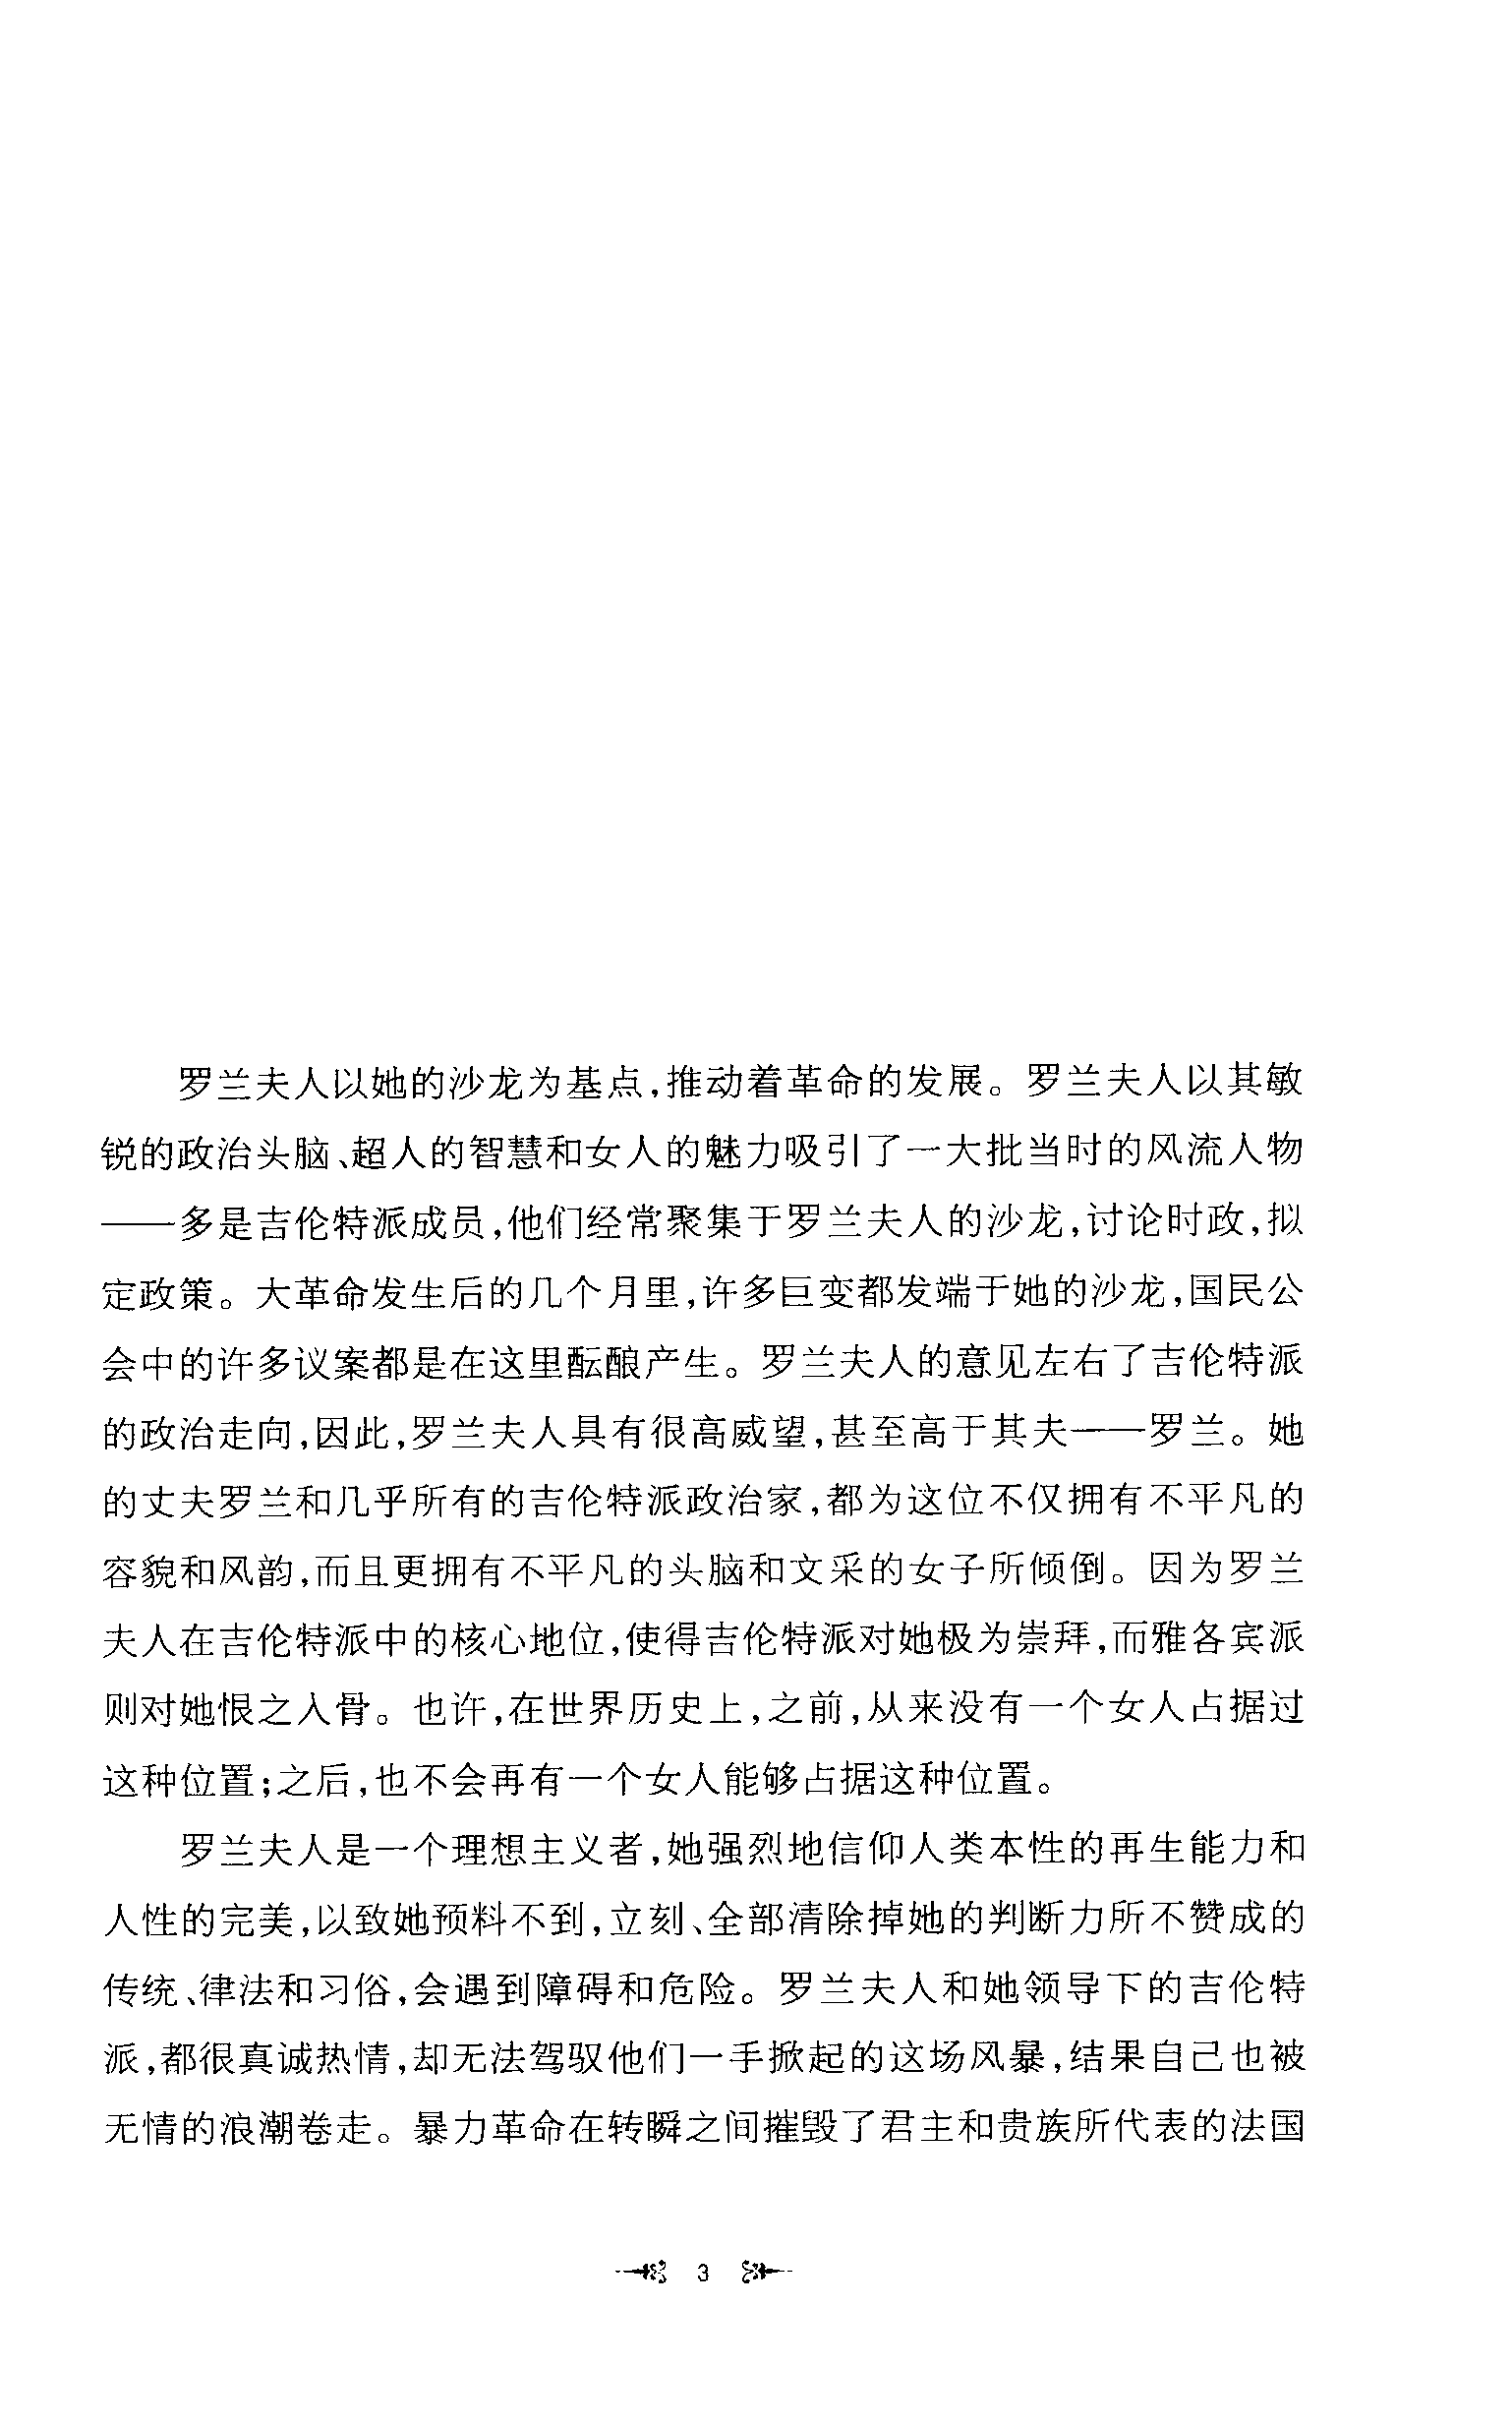 罗兰夫人以她的沙龙为基点,推动着革命的发展。罗兰夫人以其敏
锐的政治头脑、超人的智慧和女人的魅力吸引了一大批当时的风流人物
——多是吉伦特派成员,他们经常聚集于罗兰夫人的沙龙,讨论时政,拟
定政策。大革命发生后的几个月里,许多巨变都发端于她的沙龙,国民公
会中的许多议案都是在这里酝酿产生。罗兰夫人的意见左右了吉伦特派
的政治走向,因此,罗兰夫人具有很高威望,甚至高于其夫——罗兰。她
的丈夫罗兰和几乎所有的吉伦特派政治家,都为这位不仅拥有不平凡的
容貌和风韵,而且更拥有不平凡的头脑和文采的女子所倾倒。因为罗兰
夫人在吉伦特派中的核心地位,使得吉伦特派对她极为崇拜,而雅各宾派
则对她恨之入骨。也许,在世界历史上,之前,从来没有一个女人占据过
这种位置;之后,也不会再有一个女人能够占据这种位置。
罗兰夫人是一个理想主义者,她强烈地信仰人类本性的再生能力和
人性的完美,以致她预料不到,立刻、全部清除掉她的判断力所不赞成的
传统、律法和习俗,会遇到障碍和危险。罗兰夫人和她领导下的吉伦特
派,都很真诚热情,却无法驾驭他们一手掀起的这场风暴,结果自己也被
无情的浪潮卷走。暴力革命在转瞬之间摧毁了君主和贵族所代表的法国
3